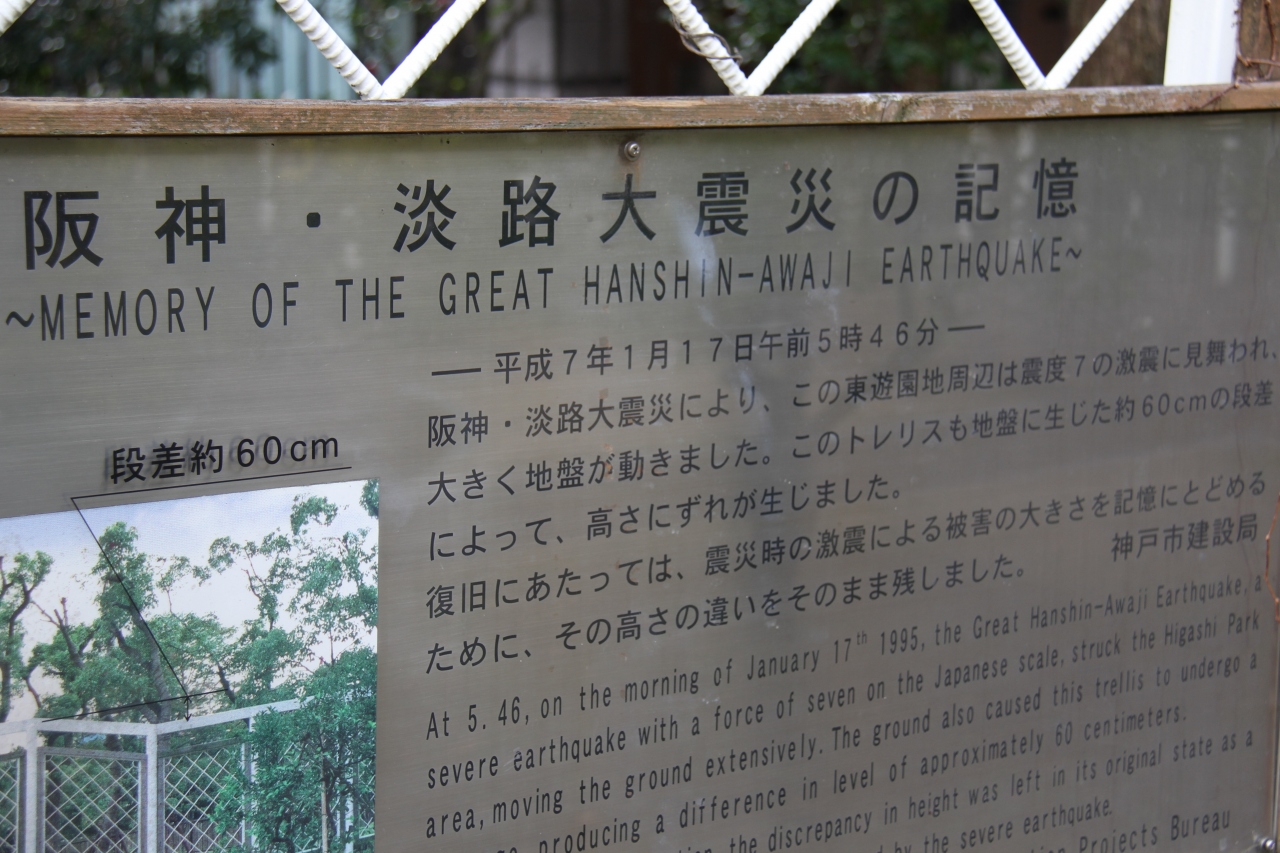 阪神・淡路大震災の記憶
~MEMORY OF THE GREAT HANSHIN-AWAJI EARTHQUAKE~
―平成7年1月17日午前5時46分―
阪神・淡路大震災により、この東遊園地周辺は震度7の激震に見舞われ、
大きく地盤が動きました。このトレリスも地盤に生じた約60cmの段差
によって、高さにずれが生じました。
復旧にあたっては、震災時の激震による被害の大きさを記憶にとどめる
ために、その高さの違いをそのまま残しました。
神戸市建設局
段差約60cm
At 5.46, on the morning of January 17th 1995, the Great Hanshin-Awaji Earthquake, a
severe earthquake with a force of seven on the Japanese scale, struck the Higashi Park
area, moving the ground extensively. The ground also caused this trellis to undergo a
producing a difference in level of approximately 60 centimeters.
the discrepancy in height was left in its original state as a
by the severe earthquake.
Projects Bureau